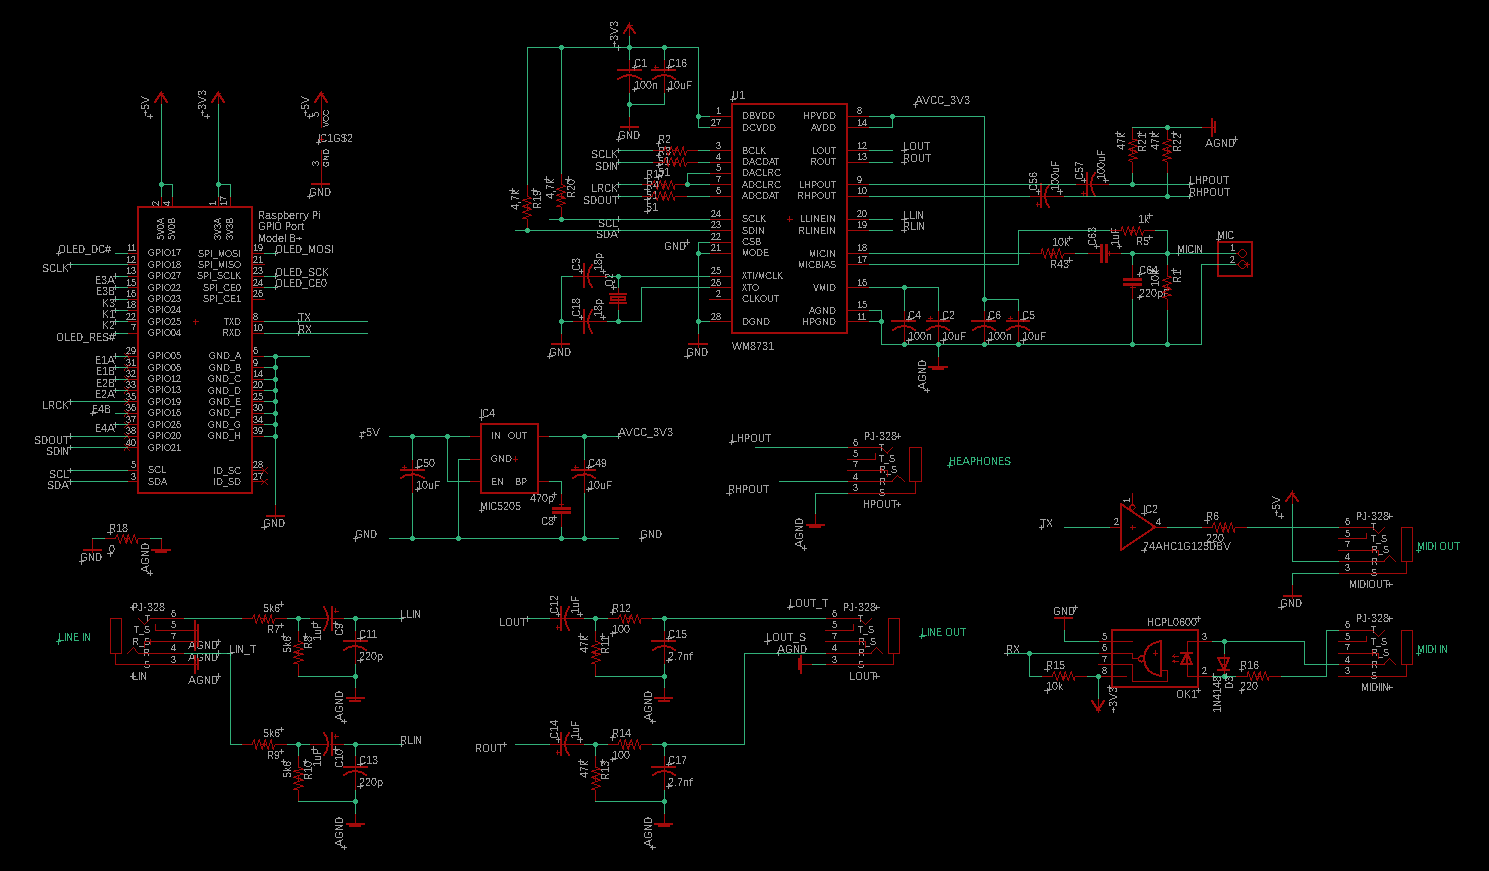 +3V3
C1
100n
C16
10uF
GND
+5V
+3V3
+5V
VCC
5
IC1GS2
3
GND
GND
2
4
1
17
5V0A
5V0B
3V3A
3V3B
Raspberry Pi
GPIO Port
Model B+
OLED_DC#
11
GPIO17
SPI_MOSI
19
OLED_MOSI
SCLK
12
GPIO18
SPI_MISO
21
13
GPIO27
SPI_SCLK
23
OLED_SCK
E3A
15
GPIO22
SPI_CE0
24
OLED_CE0
E3B
16
GPIO23
SPI_CE1
26
K3
18
GPIO24
K1
22
GPIO25
TXD
8
TX
K2
7
GPIO04
RXD
10
RX
OLED_RES#
29
GPIO05
GND_A
6
E1A
31
GPIO06
GND_B
9
E1B
32
GPIO12
GND_C
14
E2B
33
GPIO13
GND_D
20
E2A
35
GPIO19
GND_E
25
LRCK
36
GPIO16
GND_F
30
E4B
37
GPIO26
GND_G
34
E4A
38
GPIO20
GND_H
39
SDOUT
40
GPIO21
SDIN
5
SCL
ID_SC
28
SCL
3
SDA
ID_SD
27
SDA
GND
R18
0
GND
AGND
U1
1
DBVDD
HPVDD
8
AVCC_3V3
27
DCVDD
AVDD
14
R2
SCLK
3
BCLK
LOUT
12
LOUT
SDIN
51
4
DACDAT
ROUT
13
ROUT
51
5
DACLRC
LRCK
R4
7
ADCLRC
LHPOUT
9
LHPOUT
SDOUT
51
6
ADCDAT
RHPOUT
10
RHPOUT
51
4.7k
R19
4.7k
R20
SCL
24
SCLK
LLINEIN
20
LLIN
SDA
23
SDIN
RLINEIN
19
RLIN
GND
22
CSB
21
MODE
MICIN
18
MICBIAS
17
25
XTI/MCLK
26
XTO
VMID
16
2
CLKOUT
AGND
15
28
DGND
HPGND
11
WM8731
C3
18p
C18
18p
GND
GND
C4
100n
C2
10uF
C6
100n
C5
10uF
AGND
C56
100uF
C57
100uF
47k
R21
47k
R22
AGND
1k
R5
10k
R43
C63
1uF
MICIN
MIC
1
2
C64
220pF
R1
+5V
IC4
IN
OUT
GND
EN
BP
MIC5205
AVCC_3V3
C50
10uF
C49
10uF
470p
C8
GND
GND
LHPOUT
RHPOUT
PJ-328
6
T
5
T_S
7
R_S
4
R
3
S
HPOUT
AGND
HEAPHONES
TX
1
2
4
IC2
74AHC1G125DBV
R6
220
+5V
GND
PJ-328
6
T
5
T_S
7
R_S
4
R
3
S
MIDIOUT
MIDI OUT
LINE IN
PJ-328
6
T
5
T_S
7
R_S
4
R
3
S
LIN
AGND
AGND
AGND
LIN_T
5k6
R7
5k6
R8
1uF
C9
C11
220p
LLIN
AGND
5k6
R9
5k6
R10
1uF
C10
C13
220p
RLIN
AGND
LOUT
C12
1uF
R12
100
47k
R11
C15
2.7nF
AGND
LOUT_T
LOUT_S
AGND
PJ-328
6
T
5
T_S
7
R_S
4
R
3
S
LOUT
LINE OUT
ROUT
C14
1uF
R14
100
47k
R13
C17
2.7nf
AGND
GND
HCPL0600
5
6
7
8
3
2
OK1
RX
R15
10k
+3V3
1N4148
R16
220
PJ-328
6
T
5
T_S
7
R_S
4
R
3
S
MIDIIN
MIDI IN